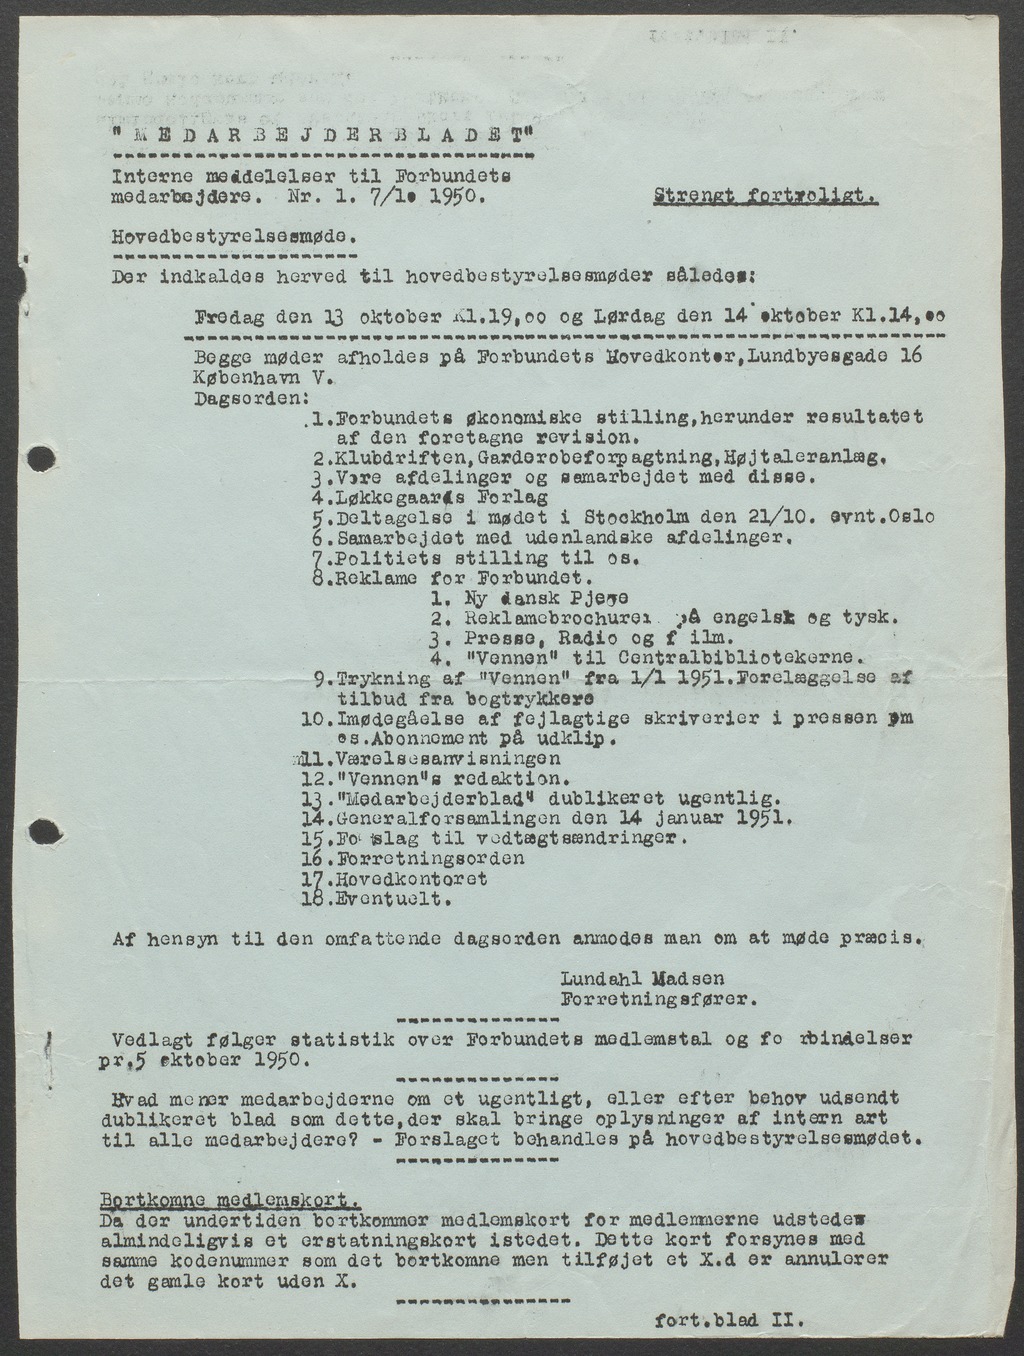 "MEDARBEJDERBLADET"
Interne meddelelser til Forbundets
medarbejdere. Nr. 1. 7/1o 1950.
Strengt fortroligt.
Hovedbestyrelsesmøde.
Der indkaldes herved til hovedbestyrelsesmøder således:
Fredag den 13 oktober Kl.19,oo og Lørdag den 14 oktober Kl.14,oo
Begge møder afholdes på Forbundets Hovedkontor,Lundbyesgade 16
København V.
Dagsorden:
1.Forbundets økonomiske stilling,herunder resultatet
af den foretagne revision.
2.Klubdriften,Garderobeforpagtning,Højtaleranlæg.
3.Vore afdelinger og samarbejdet med disse.
4.Løkkegaards Forlag
5.Deltagelse i mødet i Stockholm den 21/10. evnt.Oslo
6.Samarbejdet med udenlandske afdelinger.
7.Politiets stilling til os.
8.Reklame for Forbundet.
1. Ny dansk Pjece
2. Reklamebrochurer på engelsk og tysk.
3. Presse, Radio og f ilm.
4. "Vennen" til Centralbibliotekerne.
9.Trykning af "Vennen" fra 1/1 1951.Forelæggelse af
tilbud fra bogtrykkere
10.Imødegåelse af fejlagtige skriverier i pressen om
os.Abonnement på udklip.
11.Værelsesanvisningen
12."Vennen"s redaktion.
13."Medarbejderblad" dublikeret ugentlig.
14.Generalforsamlingen den 14 januar 1951.
15.Forslag til vedtægtsændringer.
16.Forretningsorden
17.Hovedkontoret
18.Eventuelt.
Af hensyn til den omfattende dagsorden anmodes man om at møde præcis.
Lundahl Madsen
Forretningsfører.
Vedlagt følger statistik over Forbundets medlemstal og fo rbindelser
pr.5 oktober 1950.
Hvad mener medarbejderne om et ugentligt, eller efter behov udsendt
dublikeret blad som dette,der skal bringe oplysninger af intern art
til alle medarbejdere? - Forslaget behandles på hovedbestyrelsesmødet.
Bortkomne medlemskort.
Da der undertiden bortkommer medlemskort for medlemmerne udstedes
almindeligvis et erstatningskort istedet. Dette kort forsynes med
samme kodenummer som det bortkomne men tilføjet et X.d er annulerer
det gamle kort uden X.
fort.blad II.